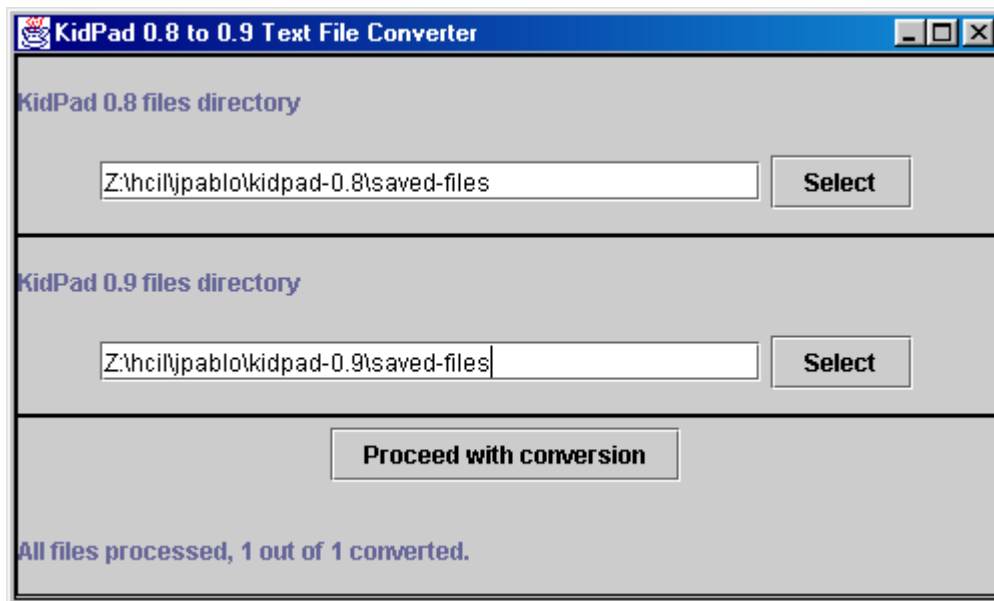 KidPad 0.8 to 0.9 Text File Converter
KidPad 0.8 files directory
Z:\hcil\jpablo\kidpad-0.8\saved-files
Select
KidPad 0.9 files directory
Z:\hcil\jpablo\kidpad-0.9\saved-files
Select
Proceed with conversion
All files processed, 1 out of 1 converted.